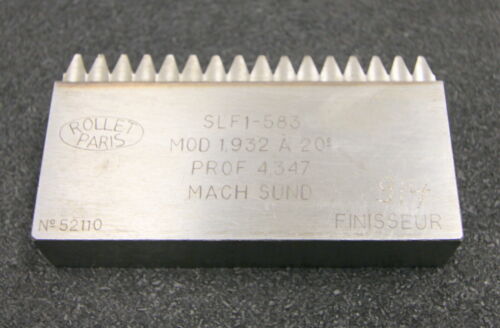 ROLLET
PARIS
SLF1-583
MOD 1,932 A 20°
PROF 4,347
MACH SUND
Nº 52110
FINISSEUR